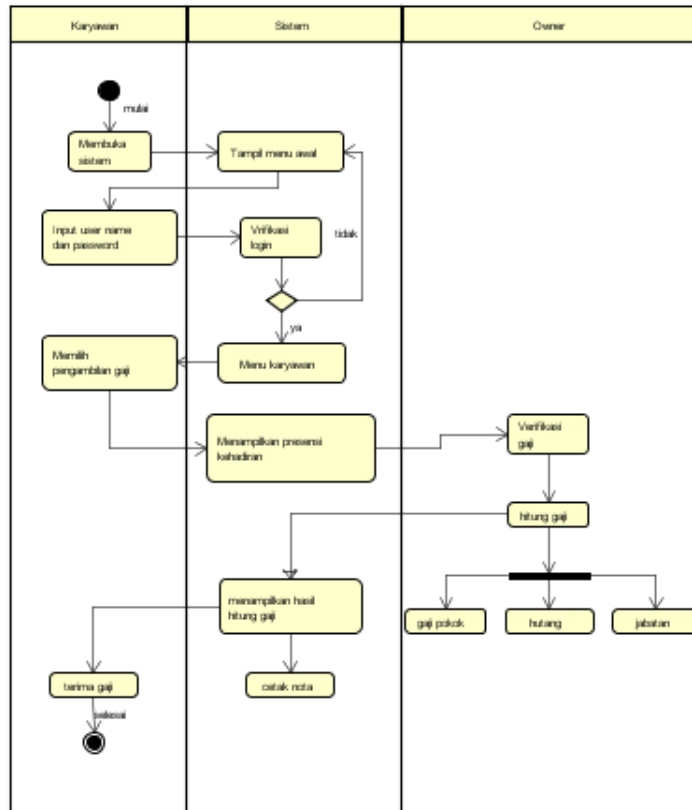 Karyawan
Sistem
Owner
mulai
Membuka
sistem
Tampil menu awal
Input user name
dan password
Vrifikasi
login
tidak
ya
Memilih
pengambilan gaji
Menu karyawan
Menampilkan presensi
kehadiran
Verifikasi
gaji
hitung gaji
menampilkan hasil
hitung gaji
gaji pokok
hutang
jabatan
terima gaji
cetak nota
selesai